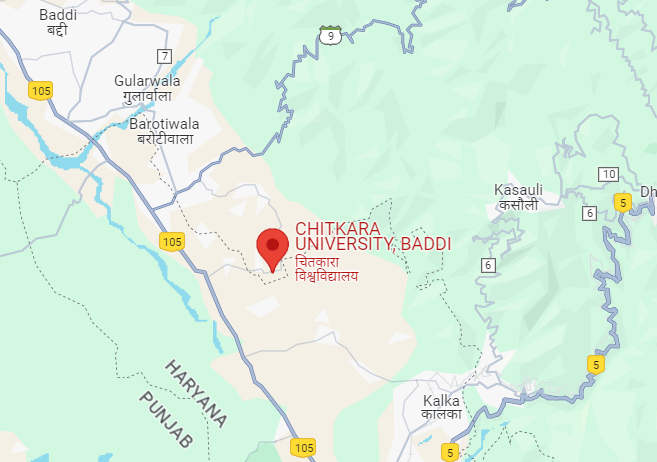 Baddi
बद्दी
9
7
Gularwala
गुलार्वाला
105
Barotiwala
बरोटीवाला
10
Kasauli
कसौली
Dh
5
6
CHITKARA
UNIVERSITY, BADDI
चितकारा
विश्वविद्यालय
105
6
HARYANA
PUNJAB
5
Kalka
कालका
105
5